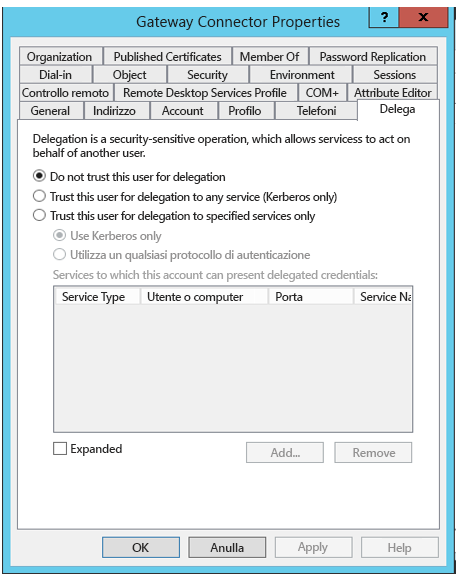 Gateway Connector Properties
? x
Organization Published Certificates Member Of Password Replication
Dial-in Object Security Environment Sessions
Controllo remoto Remote Desktop Services Profile COM+ Attribute Editor
General Indirizzo Account Profilo Telefoni Delega
Delegation is a security-sensitive operation, which allows servicess to act on
behalf of another user.
Do not trust this user for delegation
Trust this user for delegation to any service (Kerberos only)
Trust this user for delegation to specified services only
Use Kerberos only
Utilizza un qualsiasi protocollo di autenticazione
Services to which this account can present delegated credentials:
Service Type Utente o computer Porta Service Na
Expanded Add... Remove
OK Anulla Apply Help